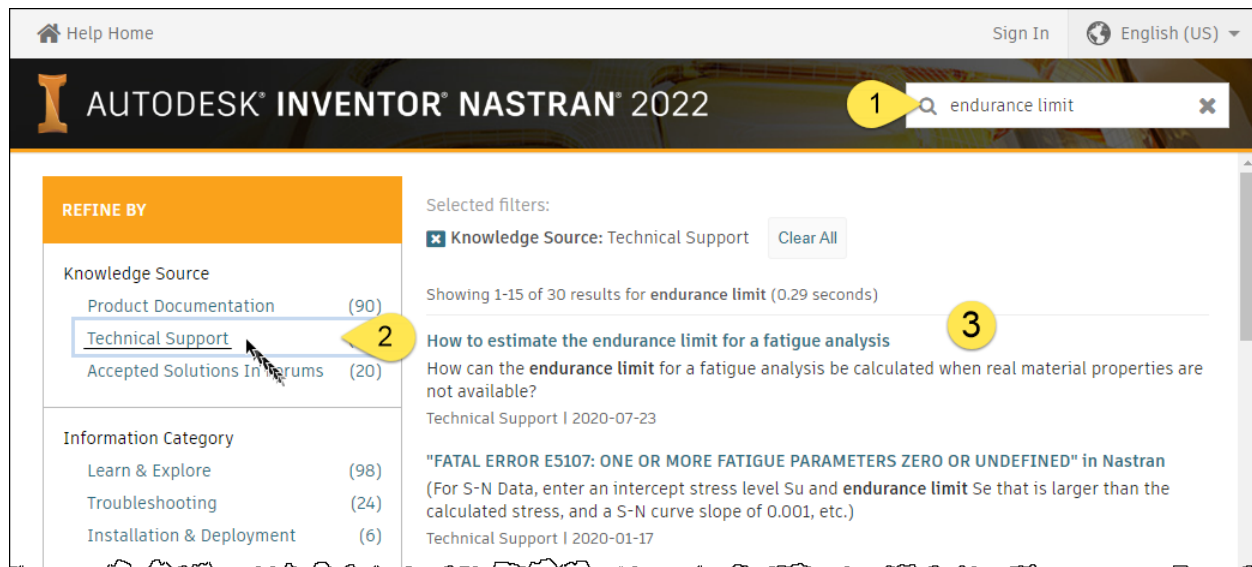 Help Home
Sign In
English (US)
AUTODESK® INVENTOR® NASTRAN® 2022
1
endurance limit
REFINE BY
Knowledge Source
Product Documentation (90)
Technical Support
2
Accepted Solutions In Forums (20)
Information Category
Learn & Explore (98)
Troubleshooting (24)
Installation & Deployment (6)
Selected filters:
Knowledge Source: Technical Support Clear All
Showing 1-15 of 30 results for endurance limit (0.29 seconds)
3
How to estimate the endurance limit for a fatigue analysis
How can the endurance limit for a fatigue analysis be calculated when real material properties are
not available?
Technical Support | 2020-07-23
"FATAL ERROR E5107: ONE OR MORE FATIGUE PARAMETERS ZERO OR UNDEFINED" in Nastran
(For S-N Data, enter an intercept stress level Su and endurance limit Se that is larger than the
calculated stress, and a S-N curve slope of 0.001, etc.)
Technical Support | 2020-01-17